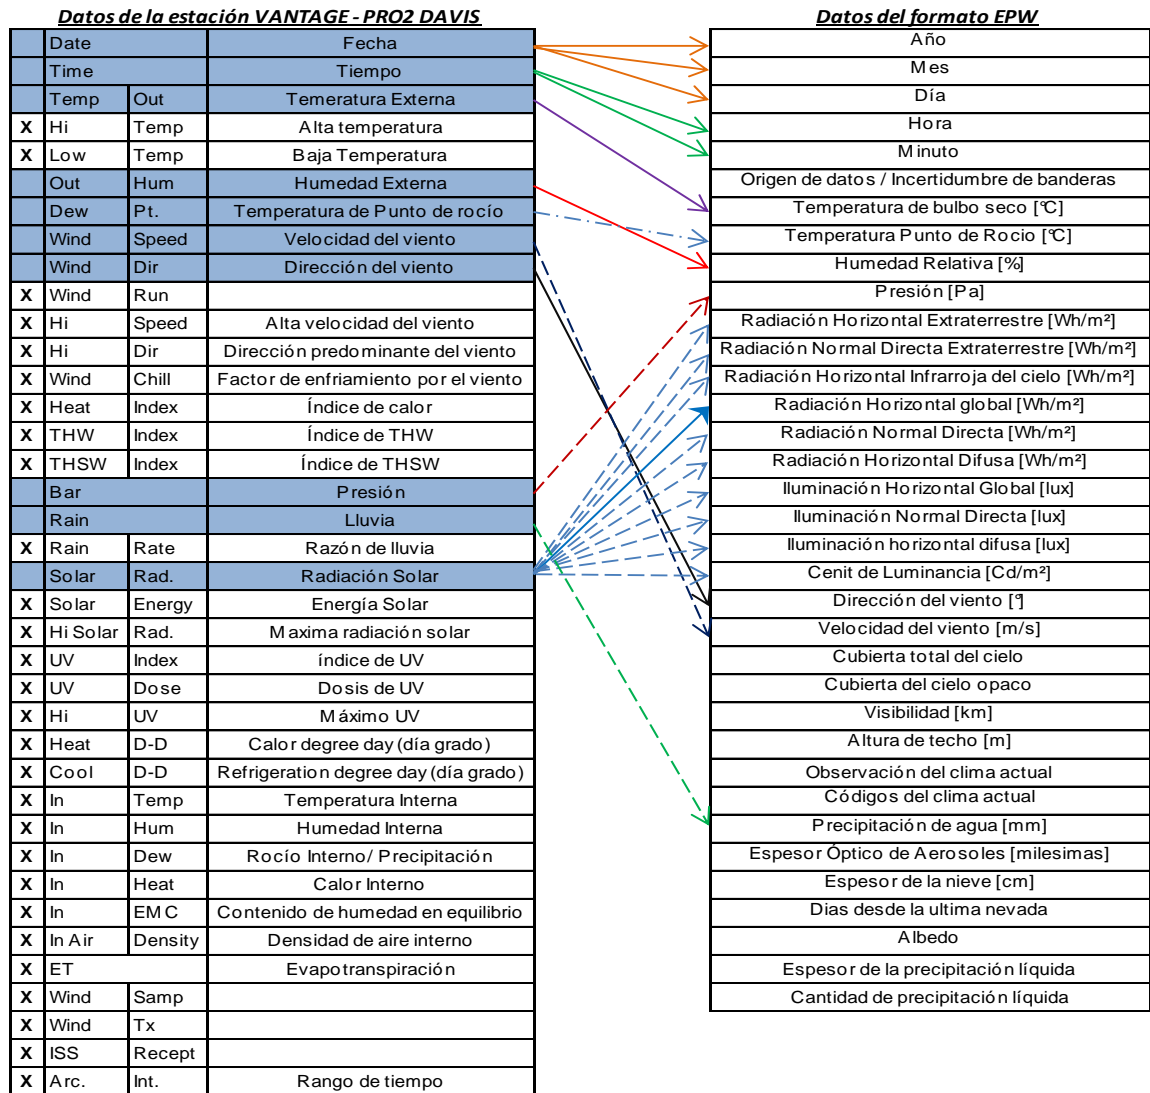 Datos de la estación VANTAGE - PRO2 DAVIS
Date Fecha
Time Tiempo
Temp Out Temeratura Externa
X Hi Temp Alta temperatura
X Low Temp Baja Temperatura
Out Hum Humedad Externa
Dew Pt. Temperatura de Punto de rocío
Wind Speed Velocidad del viento
Wind Dir Dirección del viento
X Wind Run
X Hi Speed Alta velocidad del viento
X Hi Dir Dirección predominante del viento
X Wind Chill Factor de enfriamiento por el viento
X Heat Index Índice de calor
X THW Index Índice de THW
X THSW Index Índice de THSW
Bar Presión
Rain Lluvia
X Rain Rate Razón de lluvia
Solar Rad. Radiación Solar
X Solar Energy Energía Solar
X Hi Solar Rad. Maxima radiación solar
X UV Index índice de UV
X UV Dose Dosis de UV
X Hi UV Máximo UV
X Heat D-D Calor degree day (día grado)
X Cool D-D Refrigeration degree day (día grado)
X In Temp Temperatura Interna
X In Hum Humedad Interna
X In Dew Rocío Interno/ Precipitación
X In Heat Calor Interno
X In EMC Contenido de humedad en equilibrio
X In Air Density Densidad de aire interno
X ET Evapotranspiración
X Wind Samp
X Wind Tx
X ISS Recept
X Arc. Int. Rango de tiempo
Datos del formato EPW
Año
Mes
Día
Hora
Minuto
Origen de datos / Incertidumbre de banderas
Temperatura de bulbo seco [°C]
Temperatura Punto de Rocio [°C]
Humedad Relativa [%]
Presión [Pa]
Radiación Horizontal Extraterrestre [Wh/m²]
Radiación Normal Directa Extraterrestre [Wh/m²]
Radiación Horizontal Infrarroja del cielo [Wh/m²]
Radiación Horizontal global [Wh/m²]
Radiación Normal Directa [Wh/m²]
Radiación Horizontal Difusa [Wh/m²]
Iluminación Horizontal Global [lux]
Iluminación Normal Directa [lux]
Iluminación horizontal difusa [lux]
Cenit de Luminancia [Cd/m²]
Dirección del viento [°]
Velocidad del viento [m/s]
Cubierta total del cielo
Cubierta del cielo opaco
Visibilidad [km]
Altura de techo [m]
Observación del clima actual
Códigos del clima actual
Precipitación de agua [mm]
Espesor Óptico de Aerosoles [milesimas]
Espesor de la nieve [cm]
Dias desde la ultima nevada
Albedo
Espesor de la precipitación líquida
Cantidad de precipitación líquida